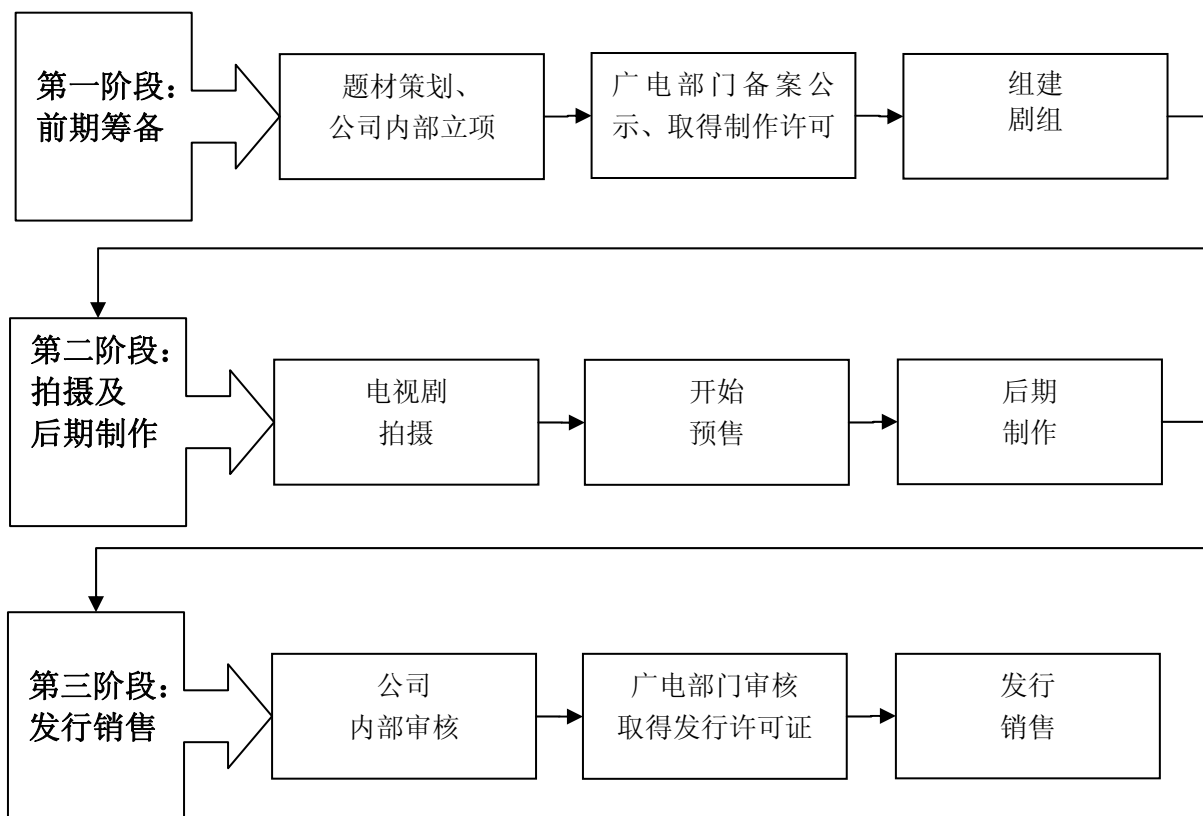 第一阶段：
前期筹备
题材策划、
公司内部立项
广电部门备案公
示、取得制作许可
组建
剧组
第二阶段：
拍摄及
后期制作
电视剧
拍摄
开始
预售
后期
制作
第三阶段：
发行销售
公司
内部审核
广电部门审核
取得发行许可证
发行
销售